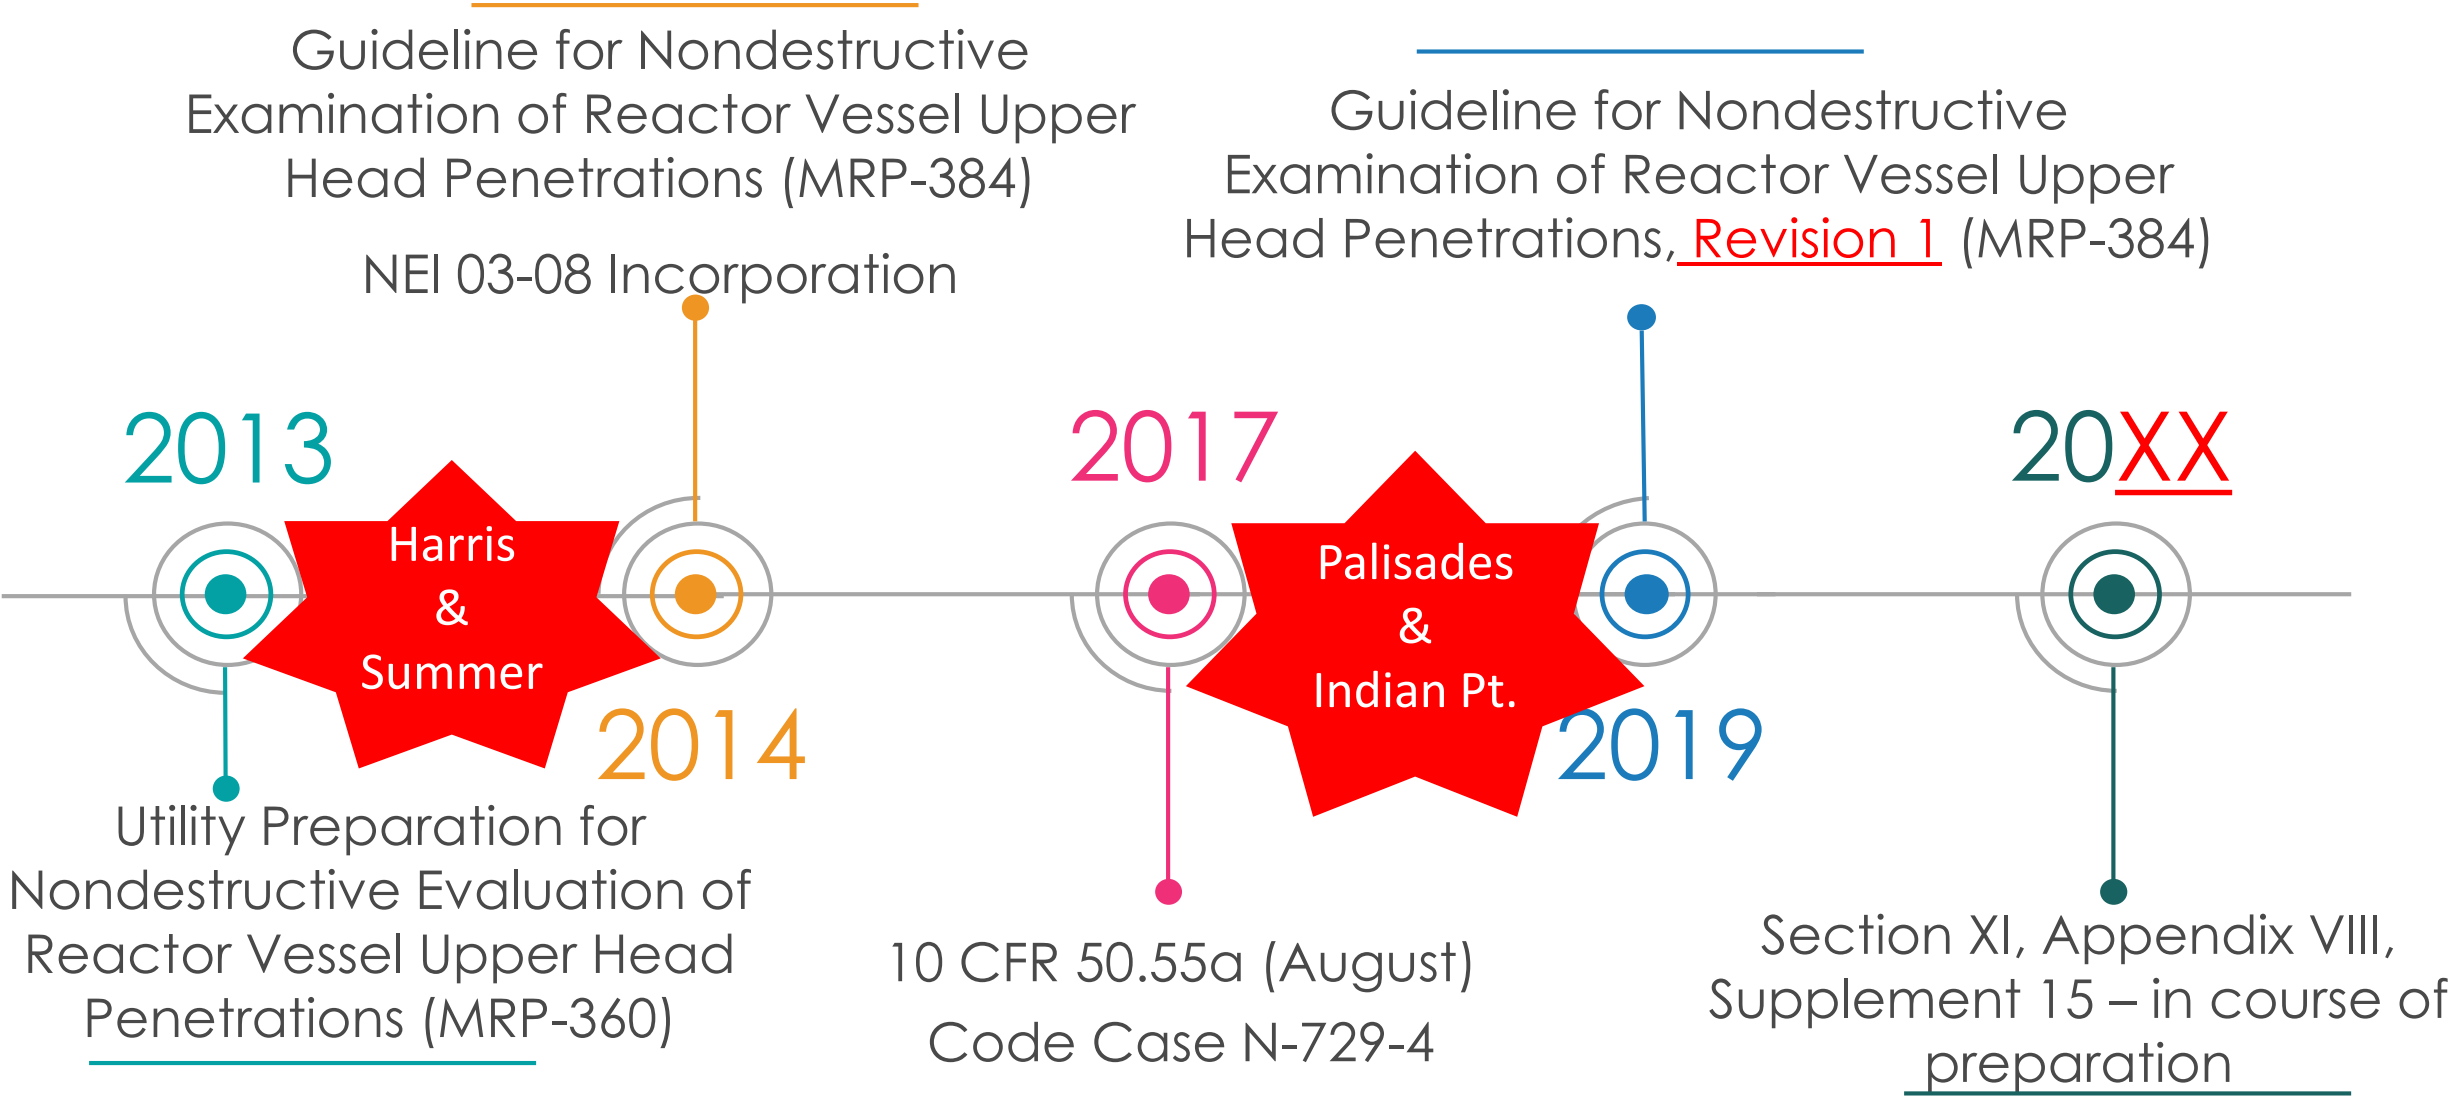 Guideline for Nondestructive
Examination of Reactor Vessel Upper
Head Penetrations (MRP-384)
NEI 03-08 Incorporation
Guideline for Nondestructive
Examination of Reactor Vessel Upper
Head Penetrations, Revision 1 (MRP-384)
2013
Harris
&
Summer
2014
2017
Palisades
&
Indian Pt.
2019
20XX
Utility Preparation for
Nondestructive Evaluation of
Reactor Vessel Upper Head
Penetrations (MRP-360)
10 CFR 50.55a (August)
Code Case N-729-4
Section XI, Appendix VIII,
Supplement 15 – in course of
preparation